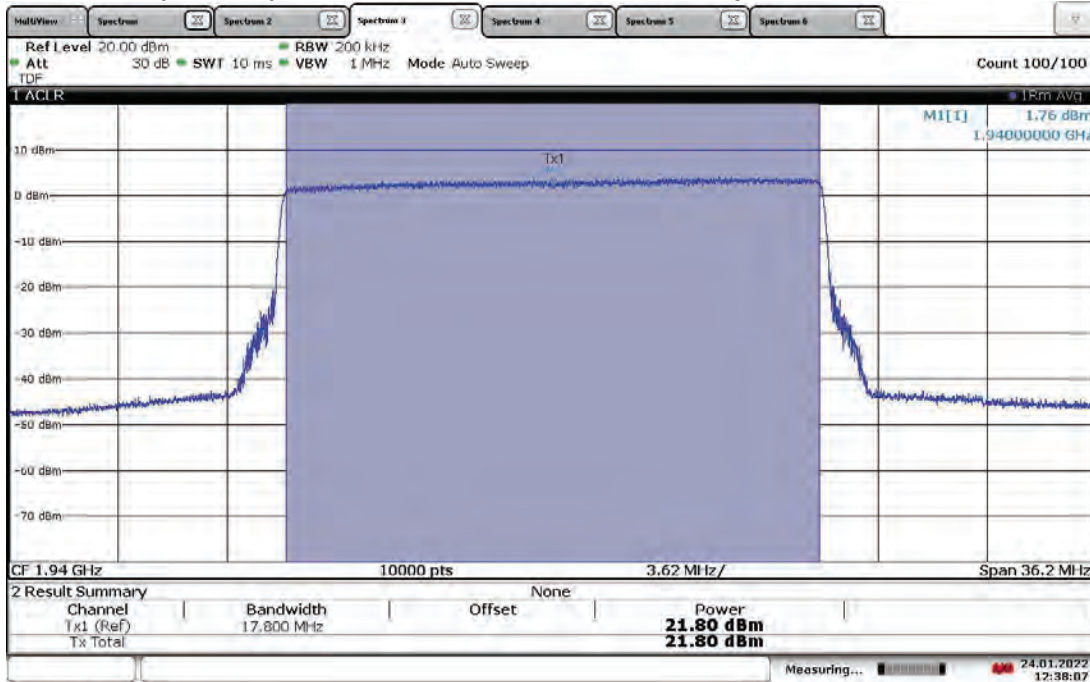 MultiView Spectrum Spectrum 2 Spectrum 3 Spectrum 4 Spectrum 5 Spectrum 6
Ref Level 20.00 dBm RBW 200 kHz
Att 30 dB SWT 10 ms VBW 1 MHz Mode Auto Sweep Count 100/100
TDF
1 ACLR 1Rm Avg
M1[1] 1.76 dBm
1.94000000 GHz
10 dBm
Tx1
0 dBm
-10 dBm
-20 dBm
-30 dBm
-40 dBm
-50 dBm
-60 dBm
-70 dBm
CF 1.94 GHz 10000 pts 3.62 MHz/ Span 36.2 MHz
2 Result Summary None
Channel Bandwidth Offset Power
Tx1 (Ref) 17.800 MHz 21.80 dBm
Tx Total 21.80 dBm
Measuring... 24.01.2022
12:38:07